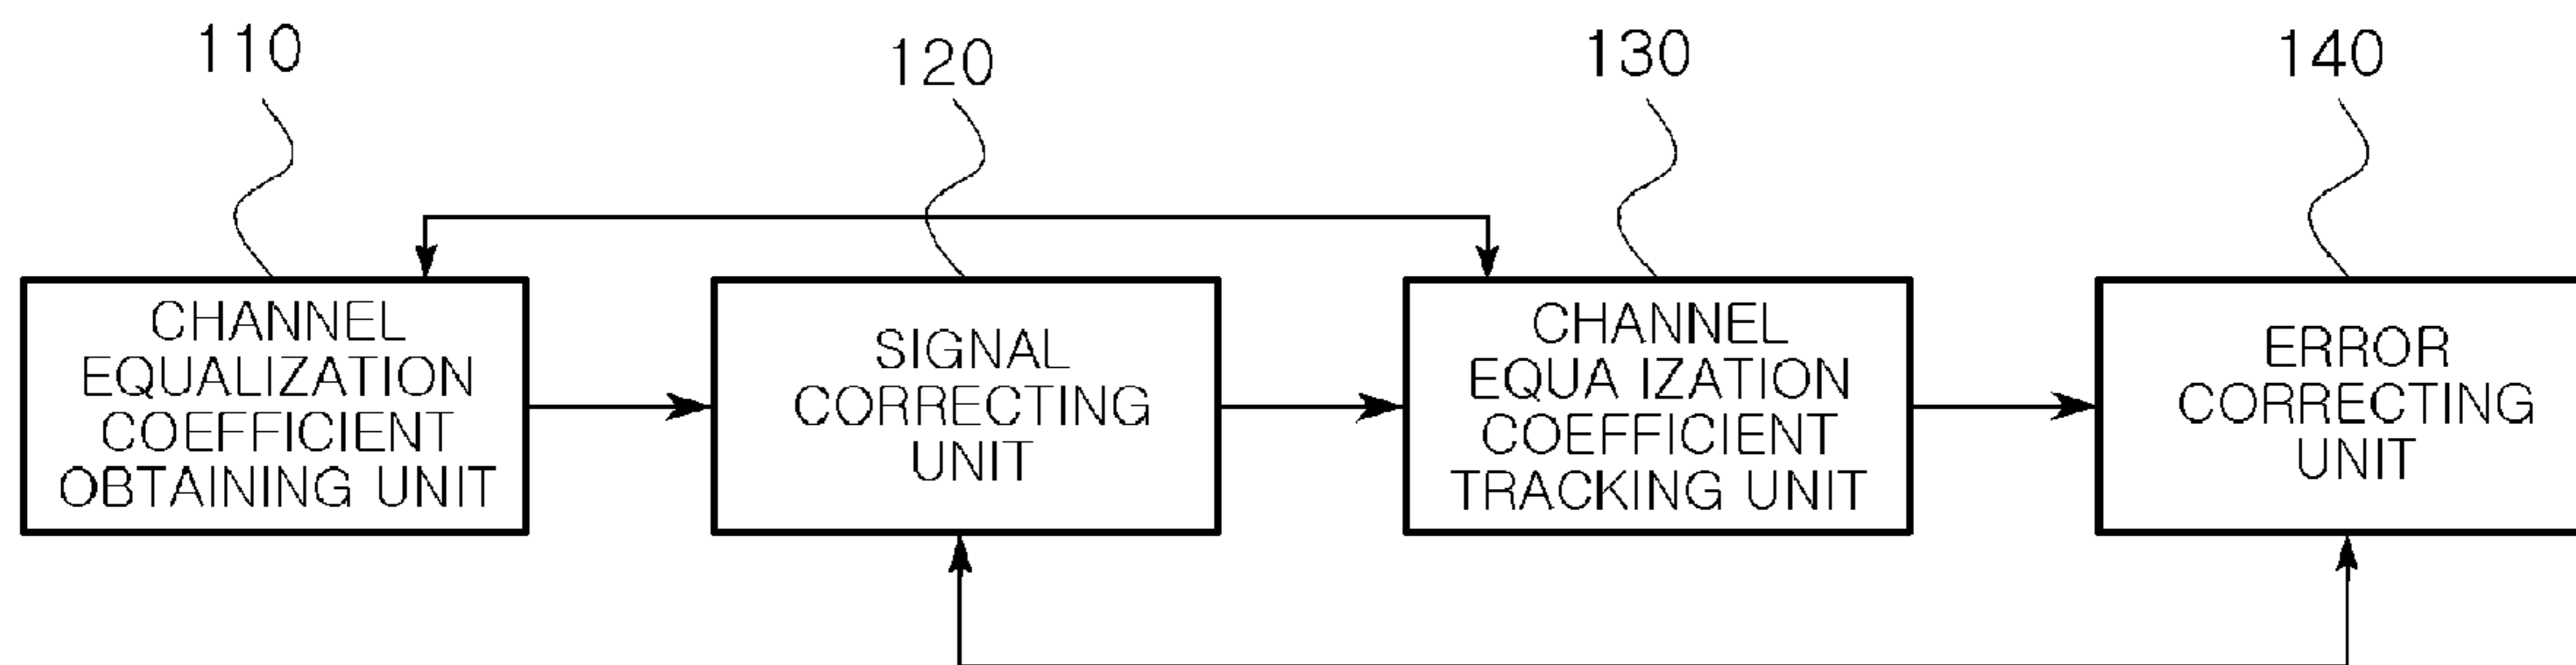 110
120
130
140
CHANNEL
EQUALIZATION
COEFFICIENT
OBTAINING UNIT
SIGNAL
CORRECTING
UNIT
CHANNEL
EQUA IZATION
COEFFICIENT
TRACKING UNIT
ERROR
CORRECTING
UNIT